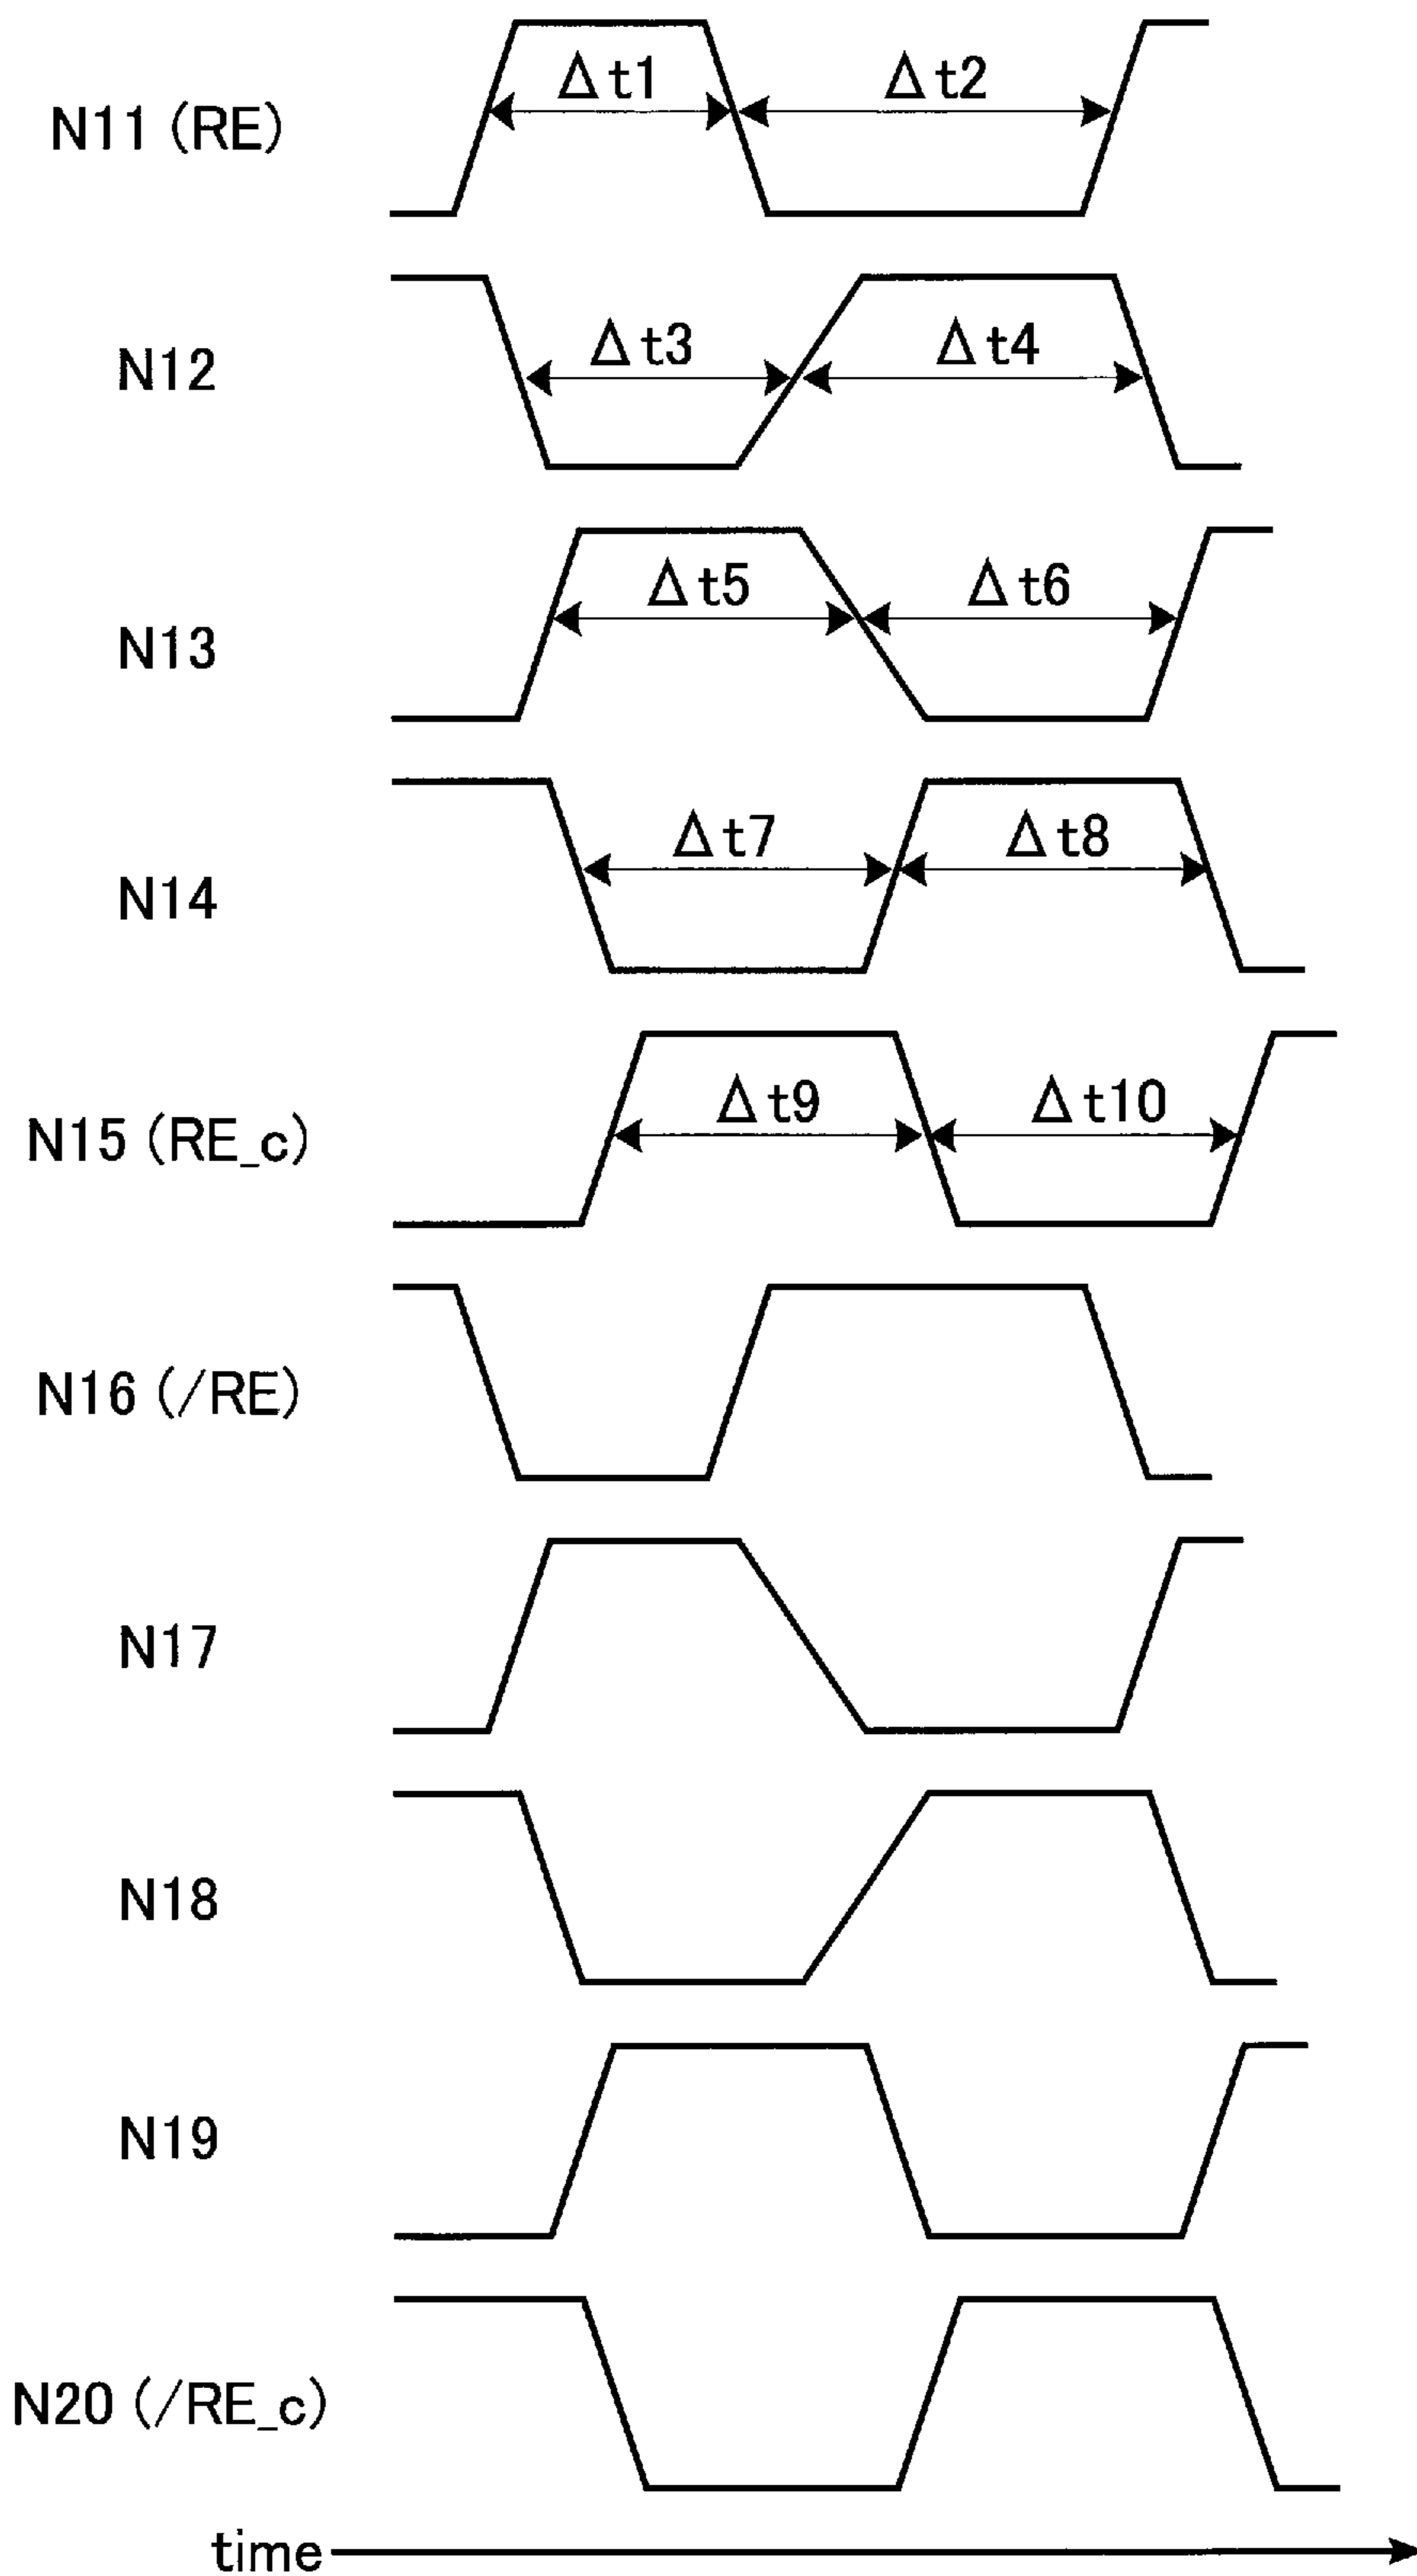 Δt1 Δt2
N11 (RE)
Δt3 Δt4
N12
Δt5 Δt6
N13
Δt7 Δt8
N14
Δt9 Δt10
N15 (RE_c)
N16 (/RE)
N17
N18
N19
N20 (/RE_c)
time